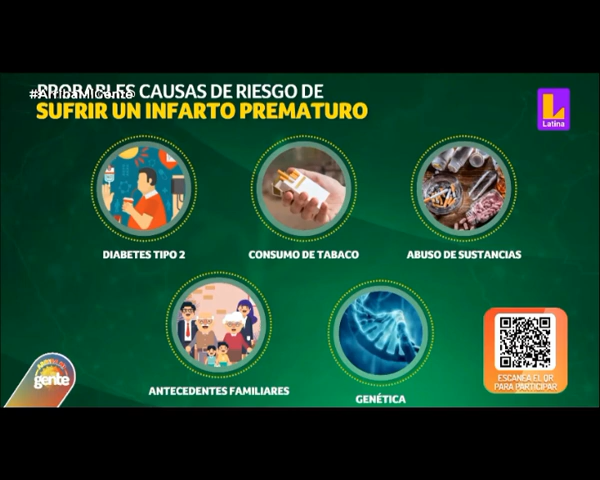 #ArribaMiGente
PROBABLES CAUSAS DE RIESGO DE
SUFRIR UN INFARTO PREMATURO
Latina
DIABETES TIPO 2
CONSUMO DE TABACO
ABUSO DE SUSTANCIAS
ANTECEDENTES FAMILIARES
GENÉTICA
gente
ESCANEA EL QR
PARA PARTICIPAR